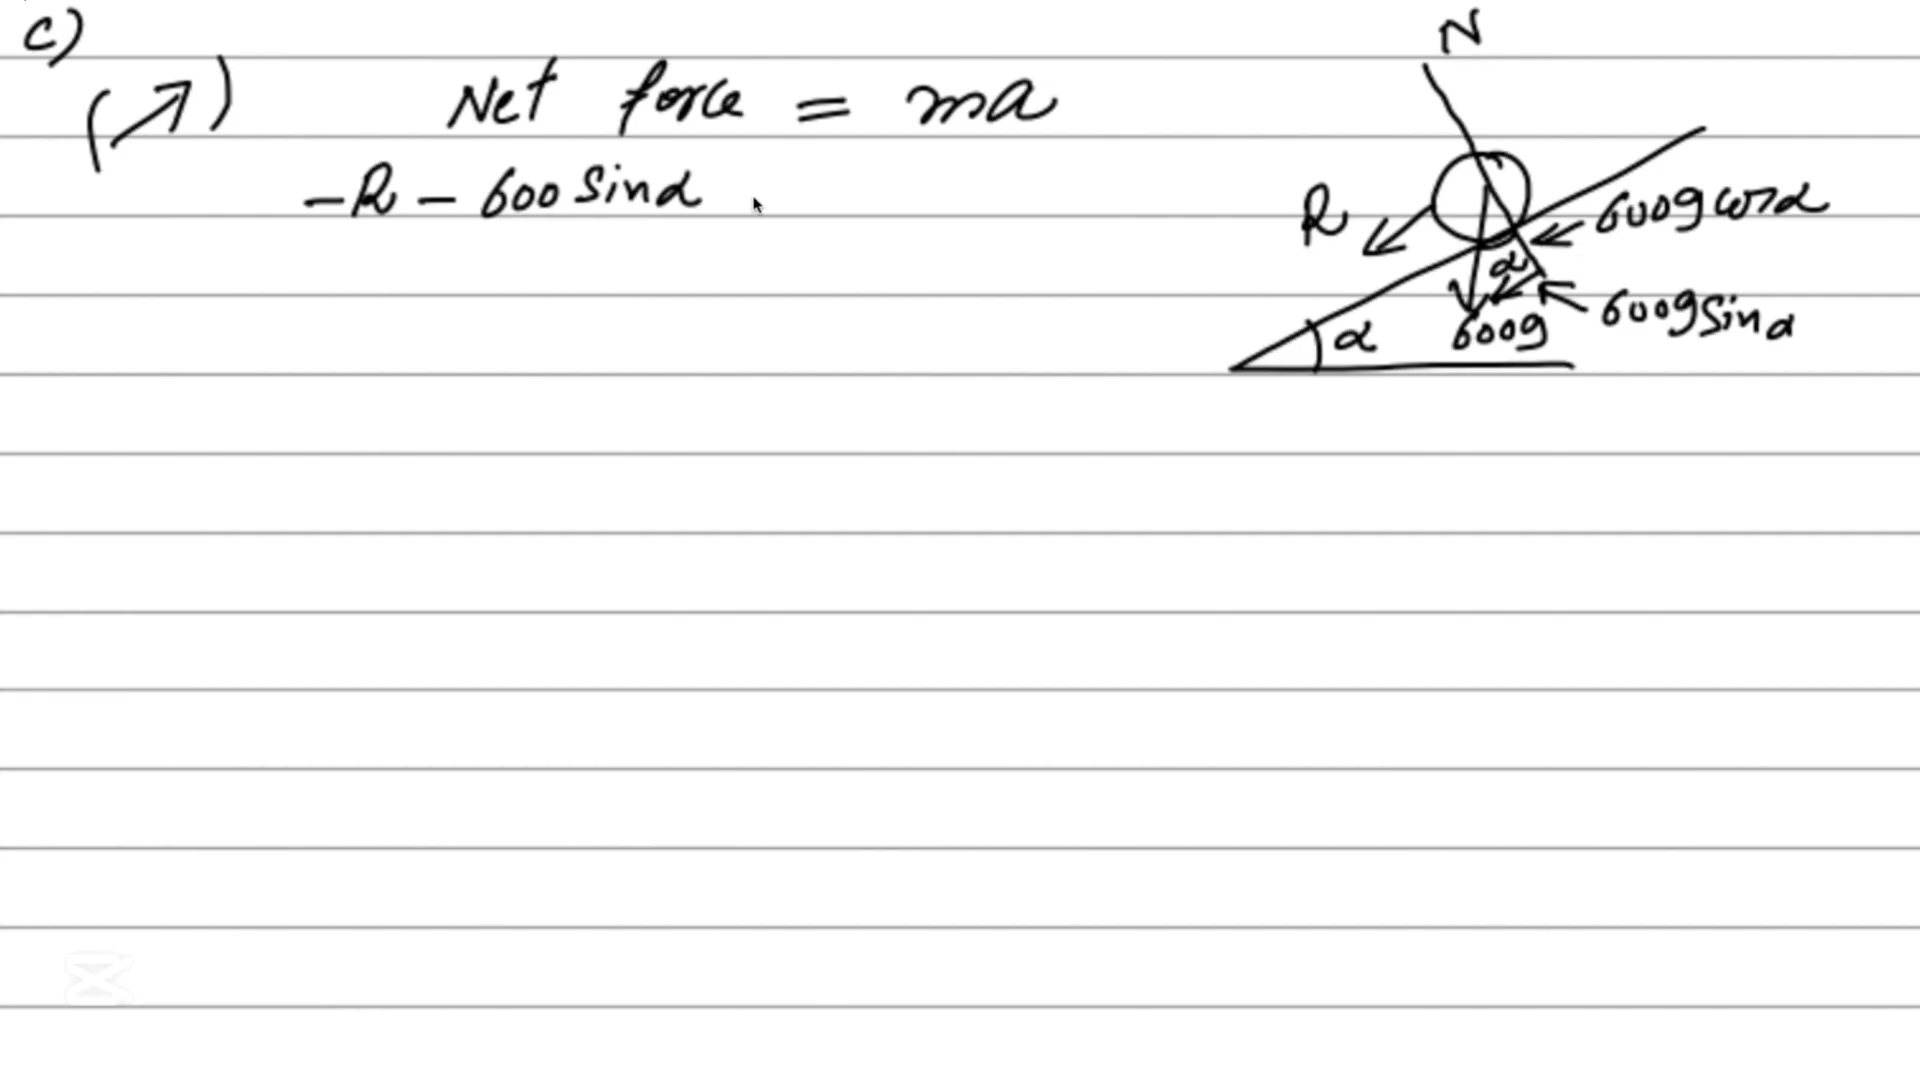 c)
(↗) Net force = ma
-R - 600 sinα
N
R
600g cosα
α
600g sinα
α
600g